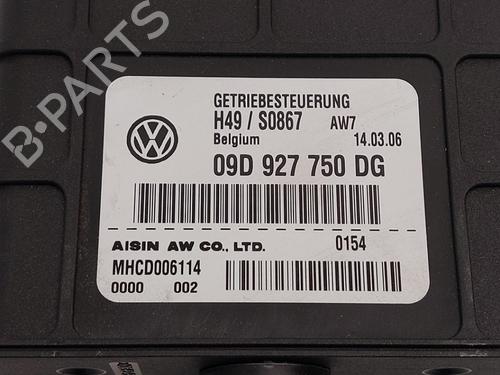 B-PARTS
GETRIEBESTEUERUNG
H49 / S0867 AW7
Belgium 14.03.06
09D 927 750 DG
AISIN AW CO., LTD. 0154
MHCD006114
0000 002